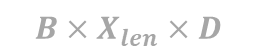 B × X_len × D